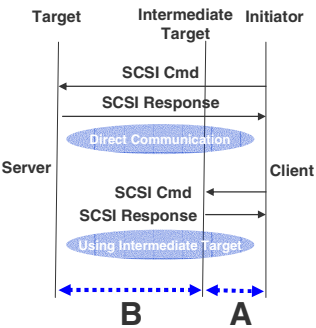 Target
Intermediate
Target
Initiator
SCSI Cmd
SCSI Response
Direct Communication
Server
Client
SCSI Cmd
SCSI Response
Using Intermediate Target
B
A